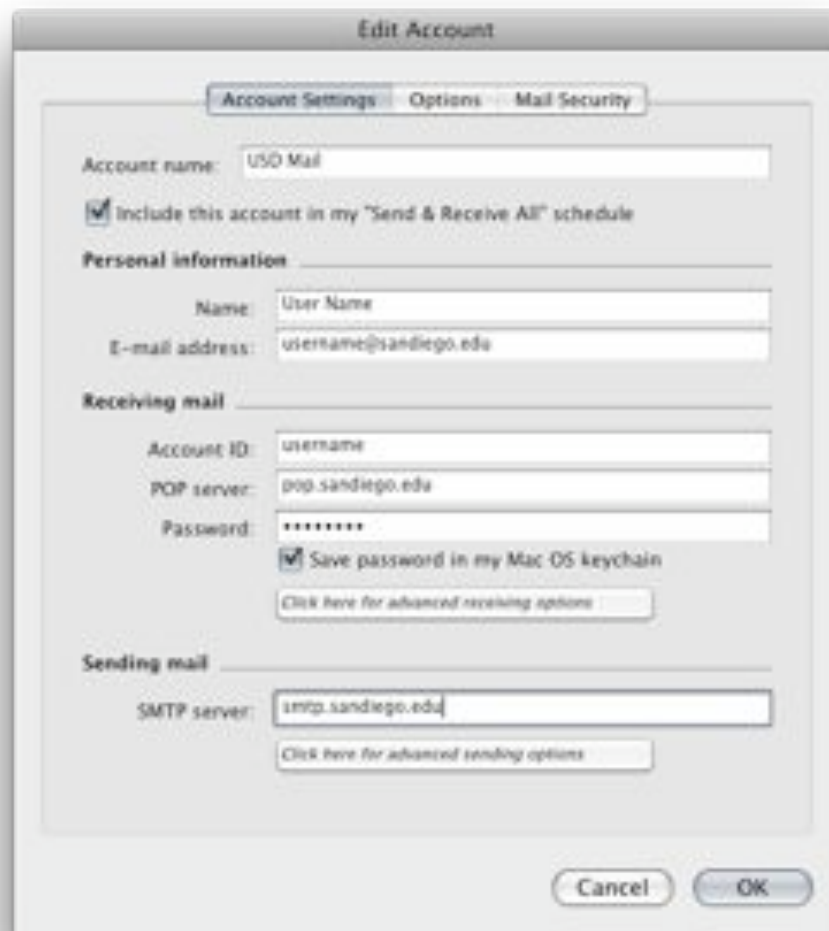 Edit Account
Account Settings Options Mail Security
Account name: USD Mail
Include this account in my "Send & Receive All" schedule
Personal information
Name: User Name
E-mail address: username@sandiego.edu
Receiving mail
Account ID: username
POP server: pop.sandiego.edu
Password: ••••••••
Save password in my Mac OS keychain
Click here for advanced receiving options
Sending mail
SMTP server: smtp.sandiego.edu
Click here for advanced sending options
Cancel OK